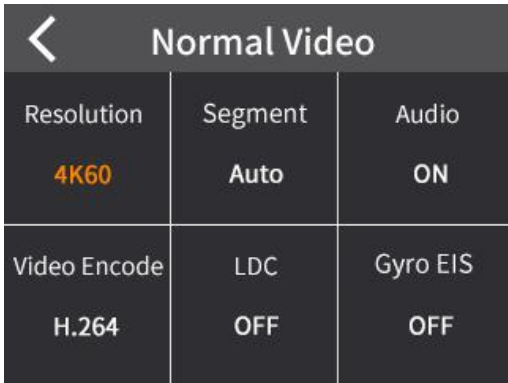 Normal Video
Resolution Segment Audio
4K60 Auto ON
Video Encode LDC Gyro EIS
H.264 OFF OFF